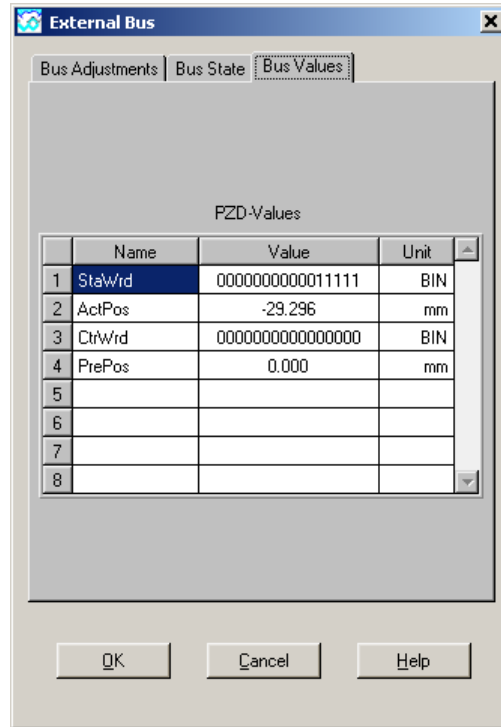 External Bus
Bus Adjustments Bus State Bus Values
PZD-Values
Name Value Unit
1 StaWrd 0000000000011111 BIN
2 ActPos -29.296 mm
3 CtrWrd 0000000000000000 BIN
4 PrePos 0.000 mm
5
6
7
8
OK Cancel Help